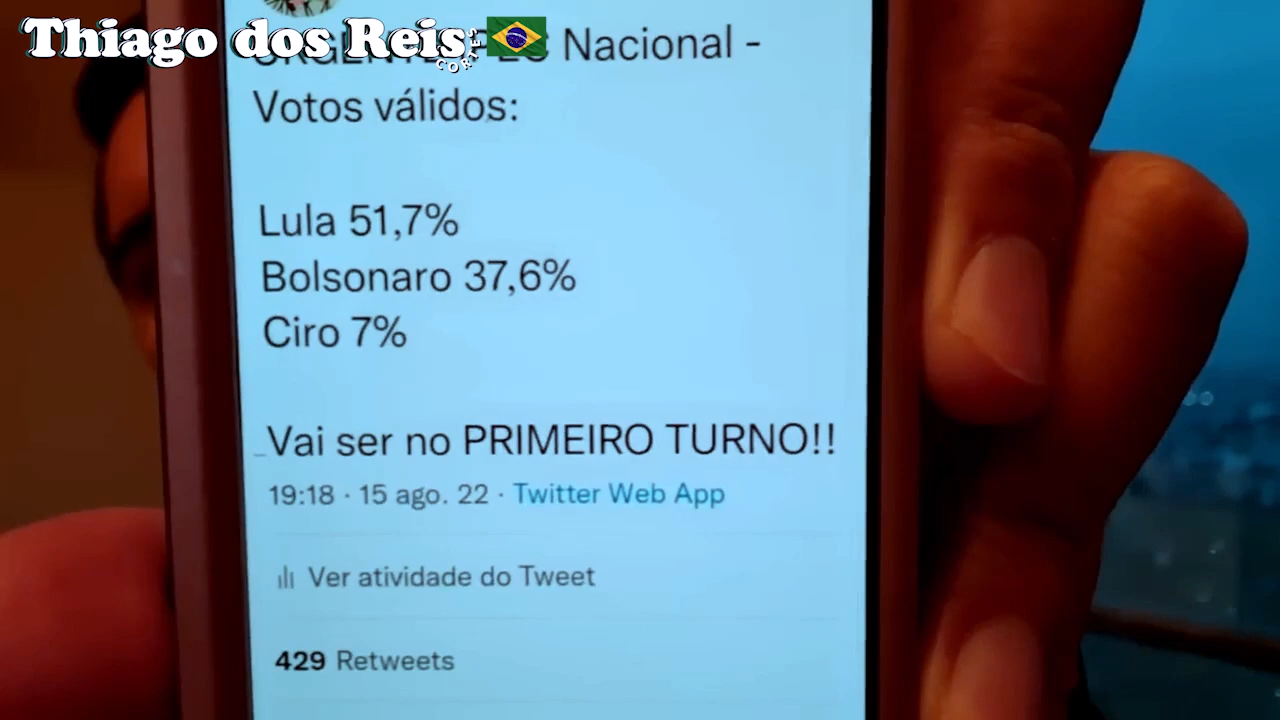 Thiago dos Reis
CORTES
Nacional -
Votos válidos:
Lula 51,7%
Bolsonaro 37,6%
Ciro 7%
Vai ser no PRIMEIRO TURNO!!
19:18 · 15 ago. 22 · Twitter Web App
Ver atividade do Tweet
429 Retweets